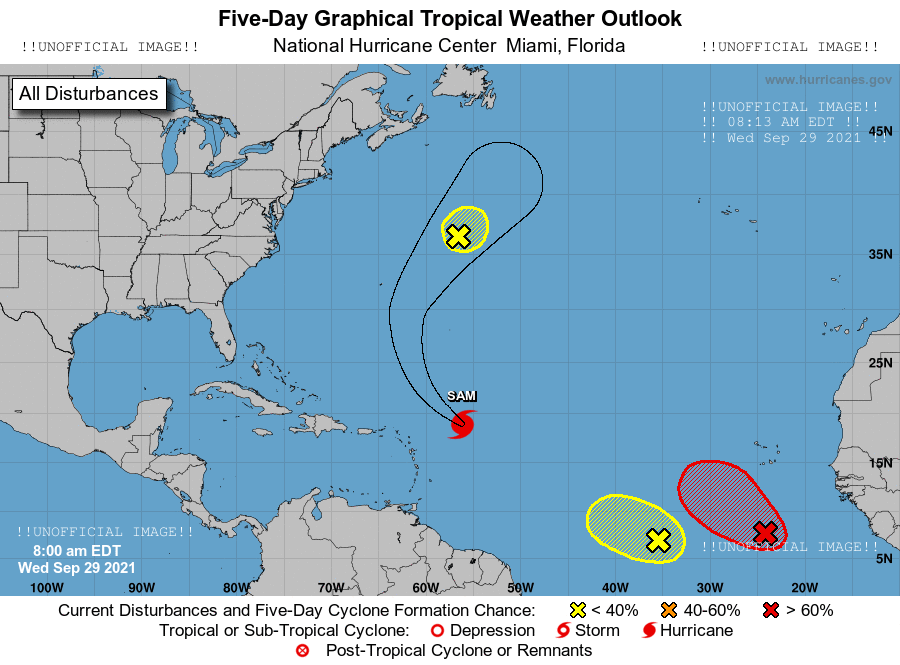 Five-Day Graphical Tropical Weather Outlook
!!UNOFFICIAL IMAGE!! National Hurricane Center Miami, Florida !!UNOFFICIAL IMAGE!!
www.hurricanes.gov
All Disturbances
!!UNOFFICIAL IMAGE!!
!! 08:13 AM EDT !!
!! Wed Sep 29 2021 !!
45N
35N
25N
SAM
15N
!!UNOFFICIAL IMAGE!!
8:00 am EDT
!!UNOFFICIAL IMAGE!!
5N
Wed Sep 29 2021
100W 90W 80W 70W 60W 50W 40W 30W 20W
Current Disturbances and Five-Day Cyclone Formation Chance: < 40% 40-60% > 60%
Tropical or Sub-Tropical Cyclone: Depression Storm Hurricane
Post-Tropical Cyclone or Remnants